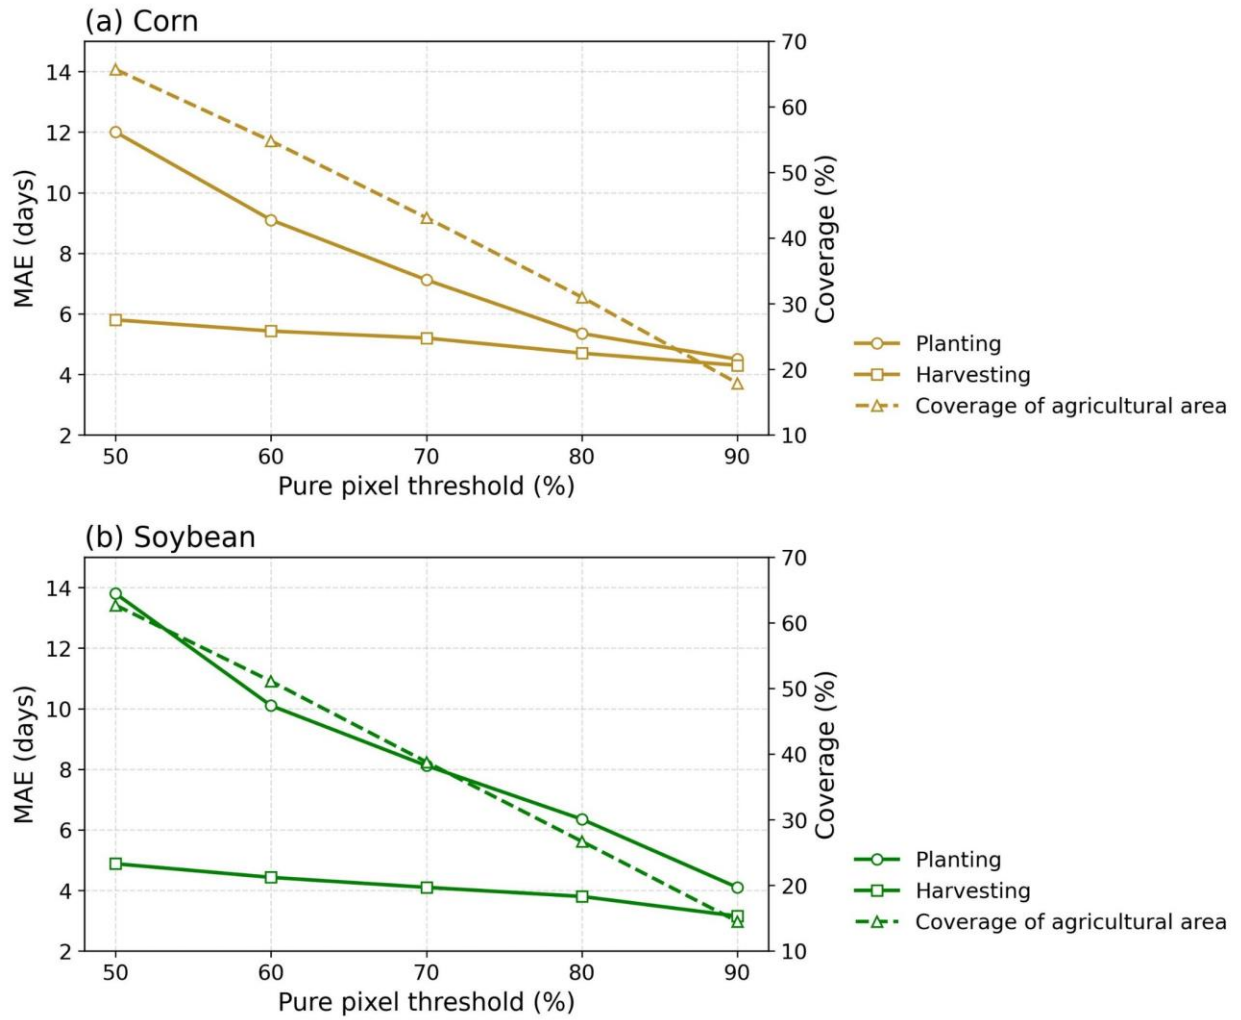 (a) Corn
14
12
10
8
6
4
2
MAE (days)
70
60
50
40
30
20
10
Coverage (%)
50 60 70 80 90
Pure pixel threshold (%)
Planting
Harvesting
Coverage of agricultural area
(b) Soybean
14
12
10
8
6
4
2
MAE (days)
70
60
50
40
30
20
10
Coverage (%)
50 60 70 80 90
Pure pixel threshold (%)
Planting
Harvesting
Coverage of agricultural area